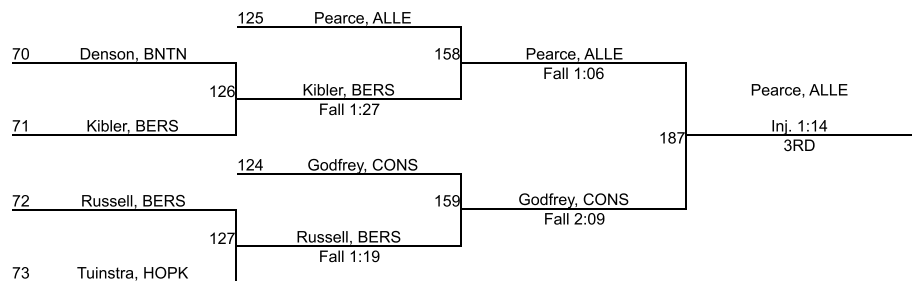 125 Pearce, ALLE
70 Denson, BNTN
158 Pearce, ALLE
Fall 1:06
126 Kibler, BERS
Fall 1:27
Pearce, ALLE
71 Kibler, BERS
187 Inj. 1:14
3RD
124 Godfrey, CONS
72 Russell, BERS
159 Godfrey, CONS
Fall 2:09
127 Russell, BERS
Fall 1:19
73 Tuinstra, HOPK